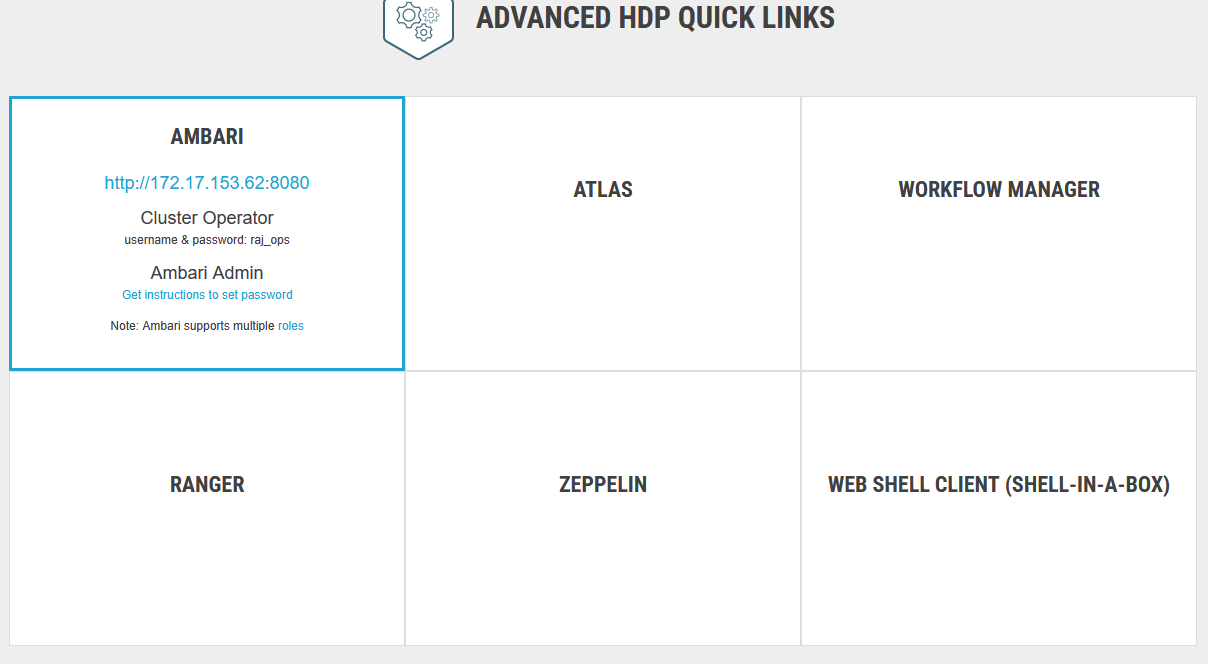 ADVANCED HDP QUICK LINKS
AMBARI
http://172.17.153.62:8080
Cluster Operator
username & password: raj_ops
Ambari Admin
Get instructions to set password
Note: Ambari supports multiple roles
ATLAS
WORKFLOW MANAGER
RANGER
ZEPPELIN
WEB SHELL CLIENT (SHELL-IN-A-BOX)